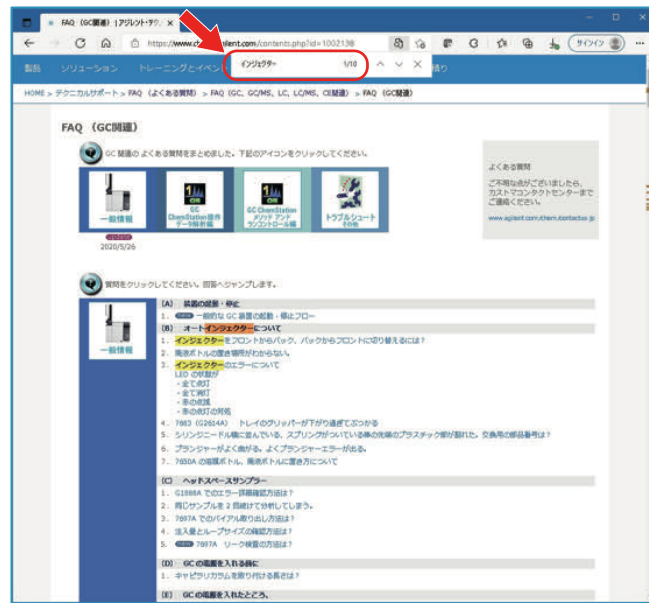 FAQ (GC関連) | アジレント・テク
https://www.ch
ilent.com/contents.php?id=1002138
サインイン
インジェクター 1/10
製品 ソリューション トレーニングとイベン
HOME > テクニカルサポート > FAQ (よくある質問) > FAQ (GC、GC/MS、LC、LC/MS、CE関連) > FAQ (GC関連)
FAQ (GC関連)
GC 関連の よくある質問をまとめました。下記のアイコンをクリックしてください。
一般情報
GC
ChemStation操作
データ解析編
GC ChemStation
メソッド アンド
ランコントロール編
トラブルシュート
その他
2020/5/26
よくある質問
ご不明な点がございましたら、
カストマコンタクトセンターまで
ご連絡ください。
www.agilent.com/chem/contactus:jp
質問をクリックしてください。回答へジャンプします。
一般情報
(A) 装置の起動・停止
1. 一般的な GC 装置の起動・停止フロー
(B) オートインジェクターについて
1. インジェクターをフロントからバック、バックからフロントに切り替えるには?
2. 廃液ボトルの置き場所がわからない。
3. インジェクターのエラーについて
LED の状態が
- 全て点灯
- 全て消灯
- 赤の点滅
- 赤の点灯の対処
4. 7683 (G2614A) トレイのグリッパーが下がり過ぎてぶつかる
5. シリンジニードル横に並んでいる、スプリングがついている棒の先端のプラスチック部が割れた。交換用の部品番号は?
6. プランジャーがよく曲がる。よくプランジャーエラーが出る。
7. 7650A の溶媒ボトル、廃液ボトルに置き方について
(C) ヘッドスペースサンプラー
1. G1888A でのエラー詳細確認方法は?
2. 同じサンプルを 2 回続けて分析してしまう。
3. 7697A でのバイアル取り出し方法は?
4. 注入量とループサイズの確認方法は?
5. 7697A リーク検査の方法は?
(D) GC の電源を入れる前に
1. キャピラリカラムを取り付ける長さは?
(E) GC の電源を入れたところ、